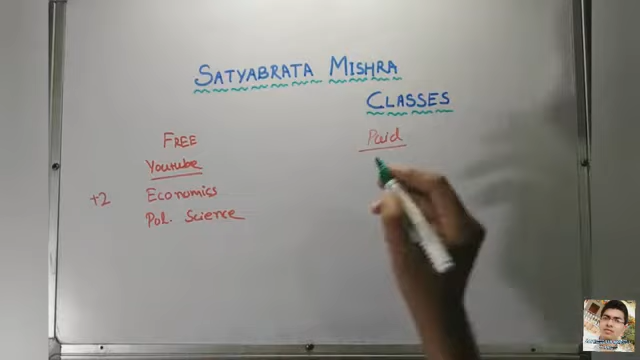 SATYABRATA MISHRA
CLASSES
FREE
Youtube
+2 Economics
Pol. Science
Paid